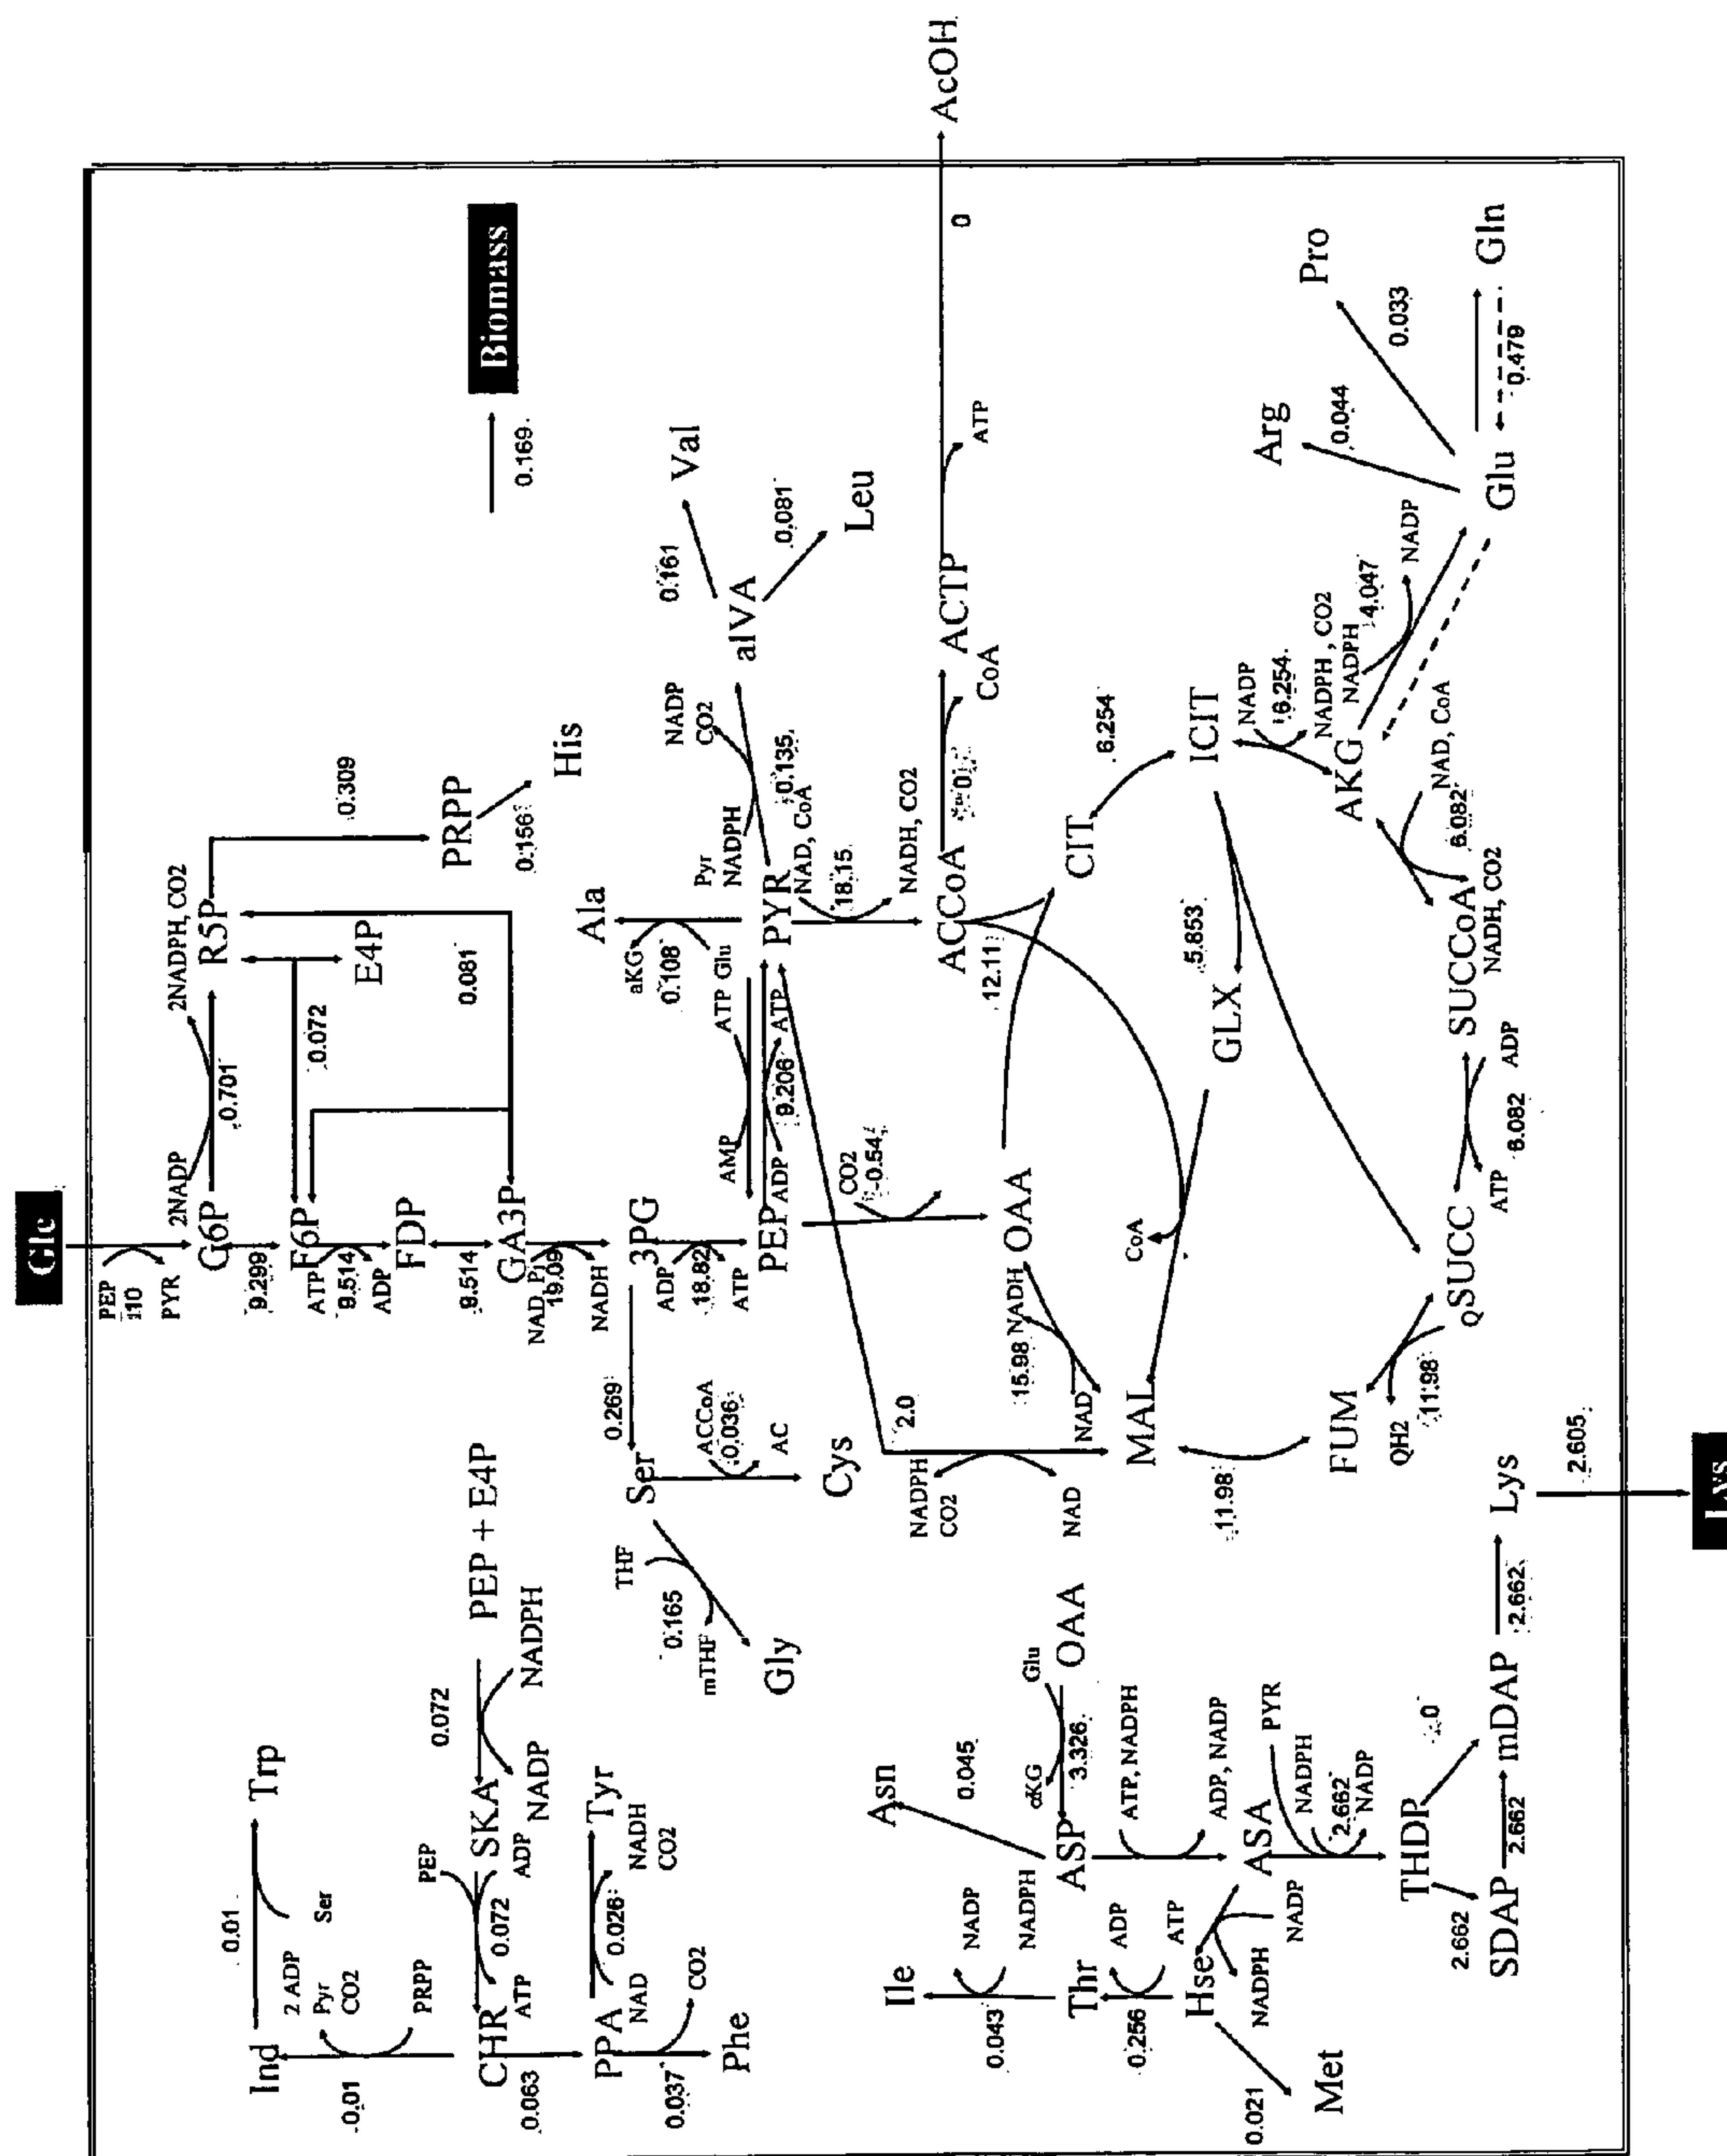 Glc
PEP
110
PYR
2NADP
2NADPH, CO2
G6P
0.701
R5P
9.299
0.072
0.309
F6P
ATP
9.514
ADP
E4P
PRPP
0.156
His
FDP
9.514
0.081
GA3P
NAD, Pi
19.09
NADH
0.169
Biomass
3PG
ADP
18.82
ATP
0.269
Ser
ACCoA
0.036
AC
Cys
THF
0.165
mTHF
Gly
Ala
aKG
0.108
Glu
ATP
AMP
PEP
ADP
9.206
ATP
PYR
Pyr
NADPH
NADP
CO2
0.135
aIVA
0.161
Val
0.081
Leu
NAD, CoA
18.15
NADH, CO2
CO2
-0.54
2.0
NADPH
CO2
NAD
ACCoA
0
CoA
ACTP
ATP
0
AcOH
OAA
12.11
CIT
6.254
ICIT
15.98
NADH
NAD
MAL
CoA
5.853
GLX
NADP
6.254
NADPH , CO2
AKG
NADPH
4.047
NADP
Glu
0.044
Arg
0.033
Pro
0.479
Gln
NAD, CoA
6.082
NADH, CO2
SUCCoA
ADP
6.082
ATP
SUCC
Q
11.98
QH2
FUM
11.98
Trp
0.01
Ser
2 ADP
Pyr
CO2
PRPP
Ind
0.01
PEP + E4P
0.072
NADPH
NADP
SKA
PEP
ADP
0.072
ATP
CHR
0.063
PPA
NAD
0.026
Tyr
NADH
CO2
0.037
CO2
Phe
OAA
Glu
3.326
αKG
ASP
0.045
Asn
ATP, NADPH
ADP, NADP
ASA
PYR
NADPH
2.662
NADP
THDP
0
2.662
SDAP
2.662
mDAP
2.662
Lys
2.605
Lys
NADP
NADPH
Hse
ATP
ADP
0.256
Thr
NADPH
NADP
0.043
Ile
0.021
Met